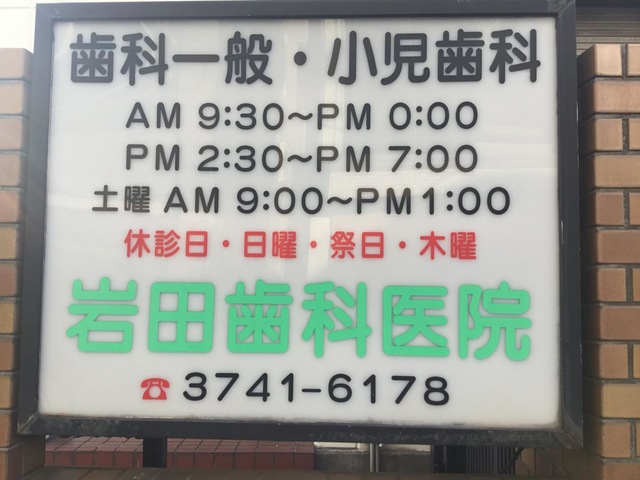 歯科一般・小児歯科
AM 9:30〜PM 0:00
PM 2:30〜PM 7:00
土曜 AM 9:00〜PM1:00
休診日・日曜・祭日・木曜
岩田歯科医院
☎ 3741-6178